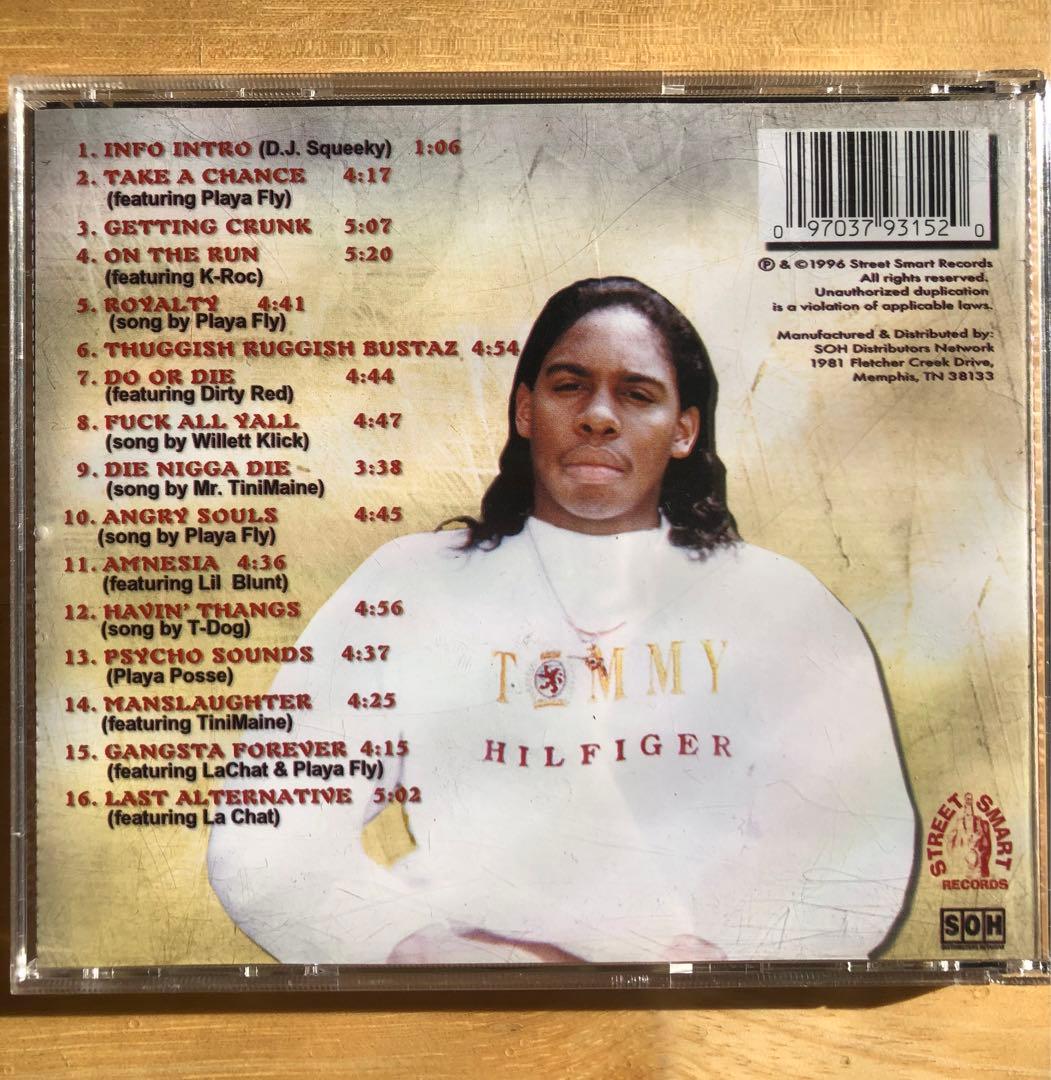 1. INFO INTRO (D.J. Squeeky) 1:06
2. TAKE A CHANCE 4:17
(featuring Playa Fly)
3. GETTING CRUNK 5:07
4. ON THE RUN 5:20
(featuring K-Roc)
5. ROYALTY 4:41
(song by Playa Fly)
6. THUGGISH RUGGISH BUSTAZ 4:54
7. DO OR DIE 4:44
(featuring Dirty Red)
8. FUCK ALL YALL 4:47
(song by Willett Klick)
9. DIE NIGGA DIE 3:38
(song by Mr. TiniMaine)
10. ANGRY SOULS 4:45
(song by Playa Fly)
11. AMNESIA 4:36
(featuring Lil Blunt)
12. HAVIN' THANGS 4:56
(song by T-Dog)
13. PSYCHO SOUNDS 4:37
(Playa Posse)
14. MANSLAUGHTER 4:25
(featuring TiniMaine)
15. GANGSTA FOREVER 4:15
(featuring LaChat & Playa Fly)
16. LAST ALTERNATIVE 5:02
(featuring La Chat)
0 97037 93152 0
℗ & ©1996 Street Smart Records
All rights reserved.
Unauthorized duplication
is a violation of applicable laws.
Manufactured & Distributed by:
SOH Distributors Network
1981 Fletcher Creek Drive,
Memphis, TN 38133
TOMMY
HILFIGER
STREET SMART
RECORDS
SOH